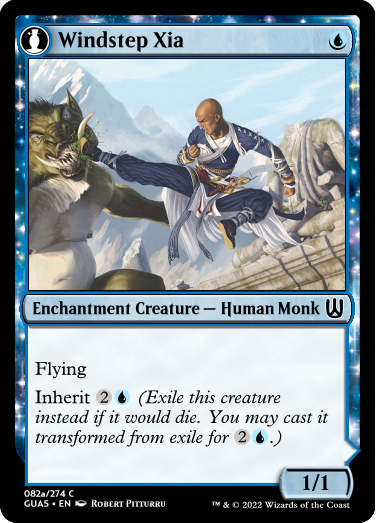 Windstep Xia
Enchantment Creature — Human Monk
Flying
Inherit 2 (Exile this creature
instead if it would die. You may cast it
transformed from exile for 2 .)
1/1
082a/274 C
GUA5 • EN Robert Pitturru
™ & © 2022 Wizards of the Coast